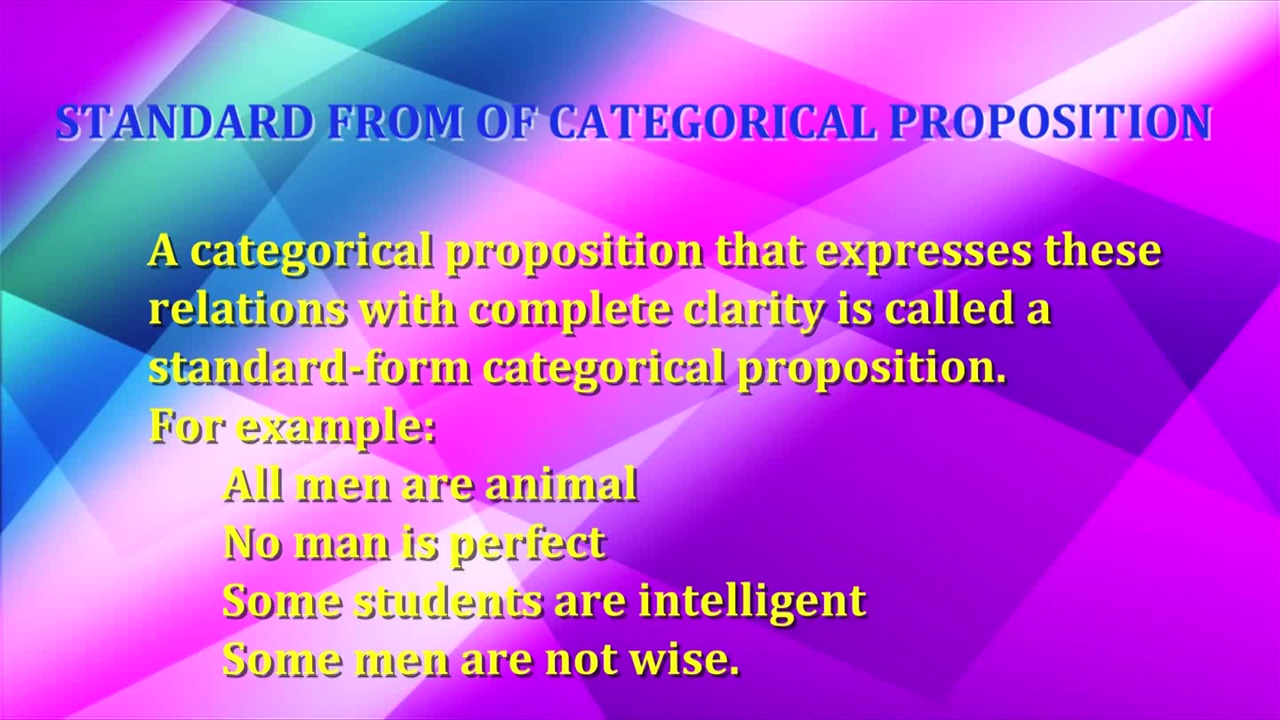 STANDARD FROM OF CATEGORICAL PROPOSITION
A categorical proposition that expresses these
relations with complete clarity is called a
standard-form categorical proposition.
For example:
All men are animal
No man is perfect
Some students are intelligent
Some men are not wise.